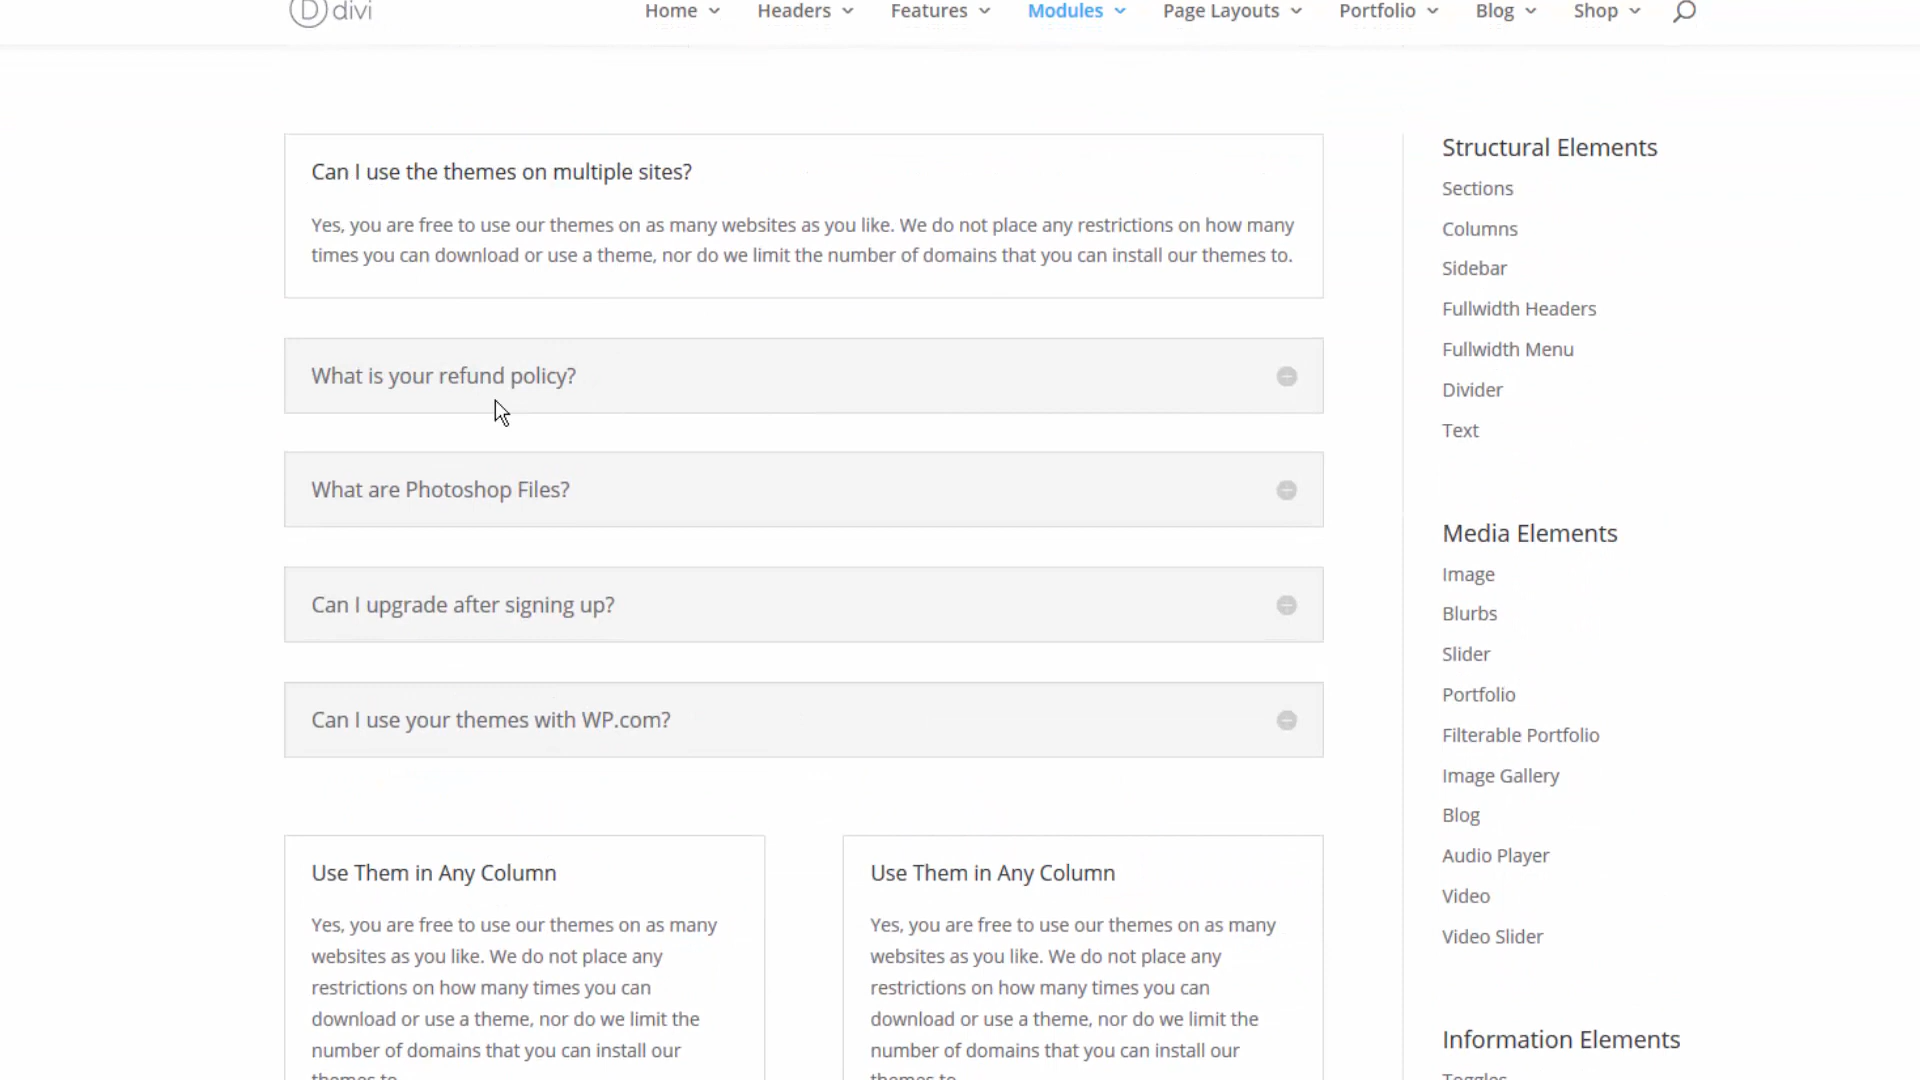 divi
Home
Headers
Features
Modules
Page Layouts
Portfolio
Blog
Shop
Can I use the themes on multiple sites?
Yes, you are free to use our themes on as many websites as you like. We do not place any restrictions on how many
times you can download or use a theme, nor do we limit the number of domains that you can install our themes to.
What is your refund policy?
What are Photoshop Files?
Can I upgrade after signing up?
Can I use your themes with WP.com?
Use Them in Any Column
Yes, you are free to use our themes on as many
websites as you like. We do not place any
restrictions on how many times you can
download or use a theme, nor do we limit the
number of domains that you can install our
themes to.
Use Them in Any Column
Yes, you are free to use our themes on as many
websites as you like. We do not place any
restrictions on how many times you can
download or use a theme, nor do we limit the
number of domains that you can install our
themes to.
Structural Elements
Sections
Columns
Sidebar
Fullwidth Headers
Fullwidth Menu
Divider
Text
Media Elements
Image
Blurbs
Slider
Portfolio
Filterable Portfolio
Image Gallery
Blog
Audio Player
Video
Video Slider
Information Elements
Toggles